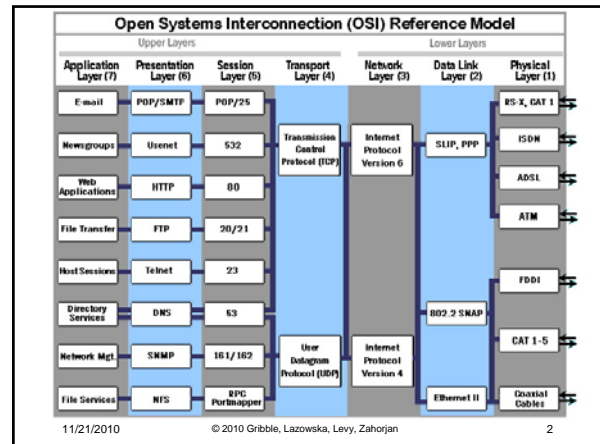 Open Systems Interconnection (OSI) Reference Model
Upper Layers
Lower Layers
Application Layer (7)
Presentation Layer (6)
Session Layer (5)
Transport Layer (4)
Network Layer (3)
Data Link Layer (2)
Physical Layer (1)
E-mail
POP/SMTP
POP/25
Newsgroups
Usenet
532
Web Applications
HTTP
80
File Transfer
FTP
20/21
Host Sessions
Telnet
23
Directory Services
DNS
53
Network Mgt.
SNMP
161/162
File Services
NFS
RPC Portmapper
Transmission Control Protocol (TCP)
User Datagram Protocol (UDP)
Internet Protocol Version 6
Internet Protocol Version 4
SLIP, PPP
802.2 SNAP
Ethernet II
RS-X, CAT 1
ISDN
ADSL
ATM
FDDI
CAT 1-5
Coaxial Cables
11/21/2010
© 2010 Gribble, Lazowska, Levy, Zahorjan
2